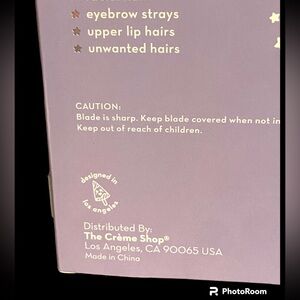 eyebrow strays
upper lip hairs
unwanted hairs
CAUTION:
Blade is sharp. Keep blade covered when not in
Keep out of reach of children.
designed in
los angeles
Distributed By:
The Crème Shop®
Los Angeles, CA 90065 USA
Made in China
PhotoRoom